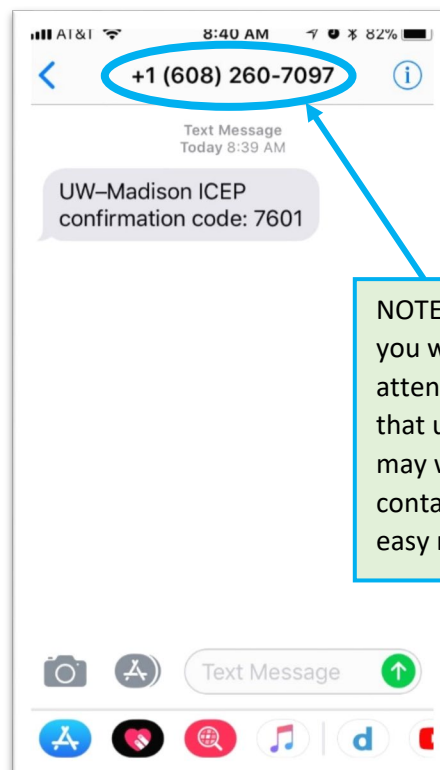 AT&T 8:40 AM 82%
+1 (608) 260-7097
Text Message
Today 8:39 AM
UW–Madison ICEP
confirmation code: 7601
NOTE
you w
atten
that u
may w
conta
easy
Text Message
d